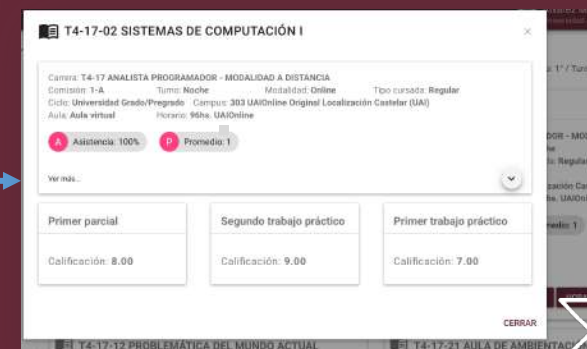 T4-17-02 SISTEMAS DE COMPUTACIÓN I
Carrera: T4-17 ANALISTA PROGRAMADOR - MODALIDAD A DISTANCIA
Comisión: 1-A Turno: Noche Modalidad: Online Tipo cursada: Regular
Ciclo: Universidad Grado/Pregrado Campus: 303 UAIOnline Original Localización Castelar (UAI)
Aula: Aula virtual Horario: 96hs. UAIOnline
A Asistencia: 100% P Promedio: 1
Ver más...
Primer parcial
Calificación: 8.00
Segundo trabajo práctico
Calificación: 9.00
Primer trabajo práctico
Calificación: 7.00
CERRAR
T4-17-12 PROBLEMÁTICA DEL MUNDO ACTUAL
T4-17-21 AULA DE